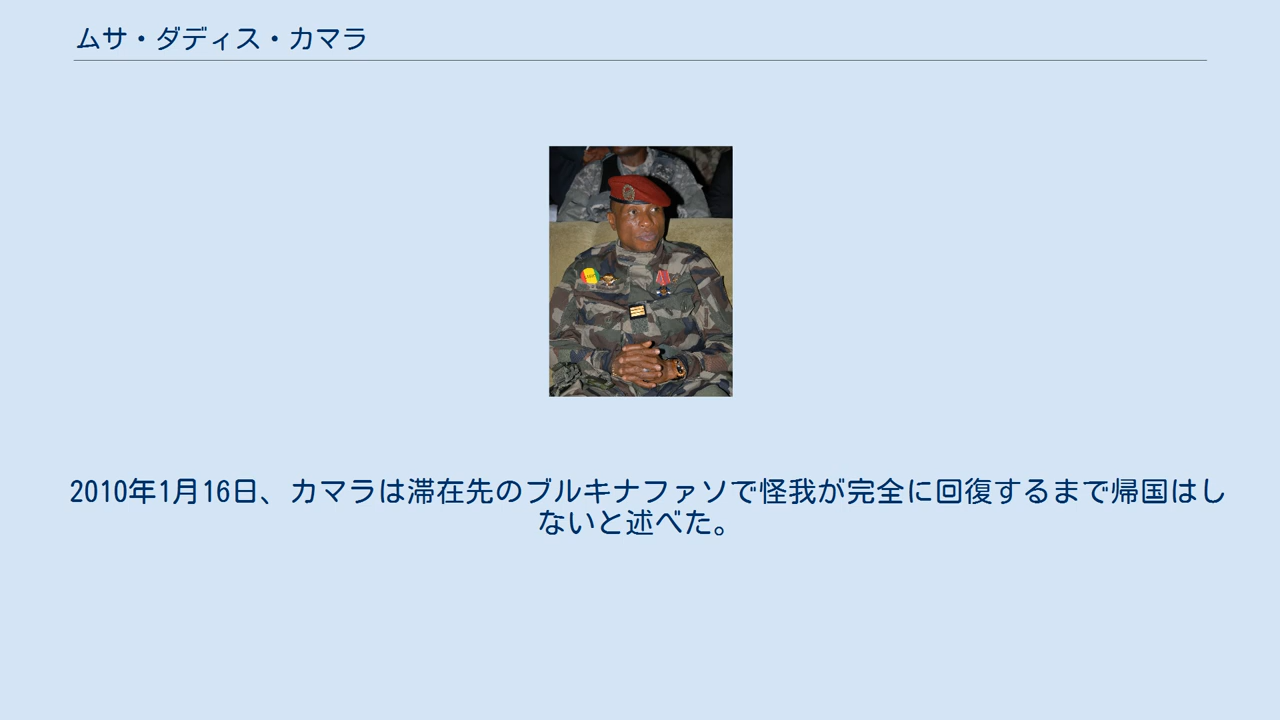 ムサ・ダディス・カマラ
2010年1月16日、カマラは滞在先のブルキナファソで怪我が完全に回復するまで帰国はし
ないと述べた。